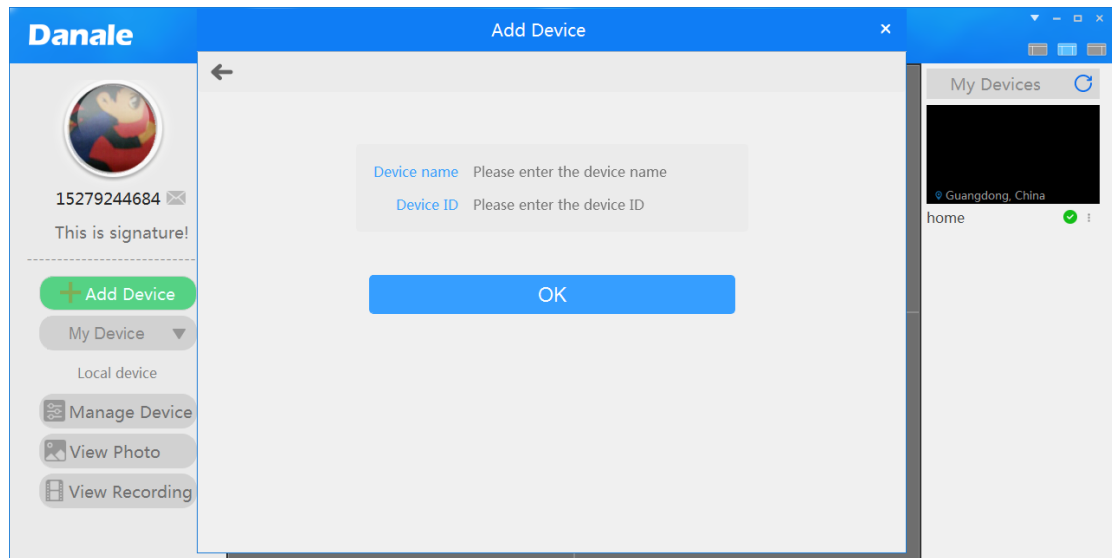 Danale
Add Device
15279244684
This is signature!
Add Device
My Device
Local device
Manage Device
View Photo
View Recording
Device name Please enter the device name
Device ID Please enter the device ID
OK
My Devices
Guangdong, China
home